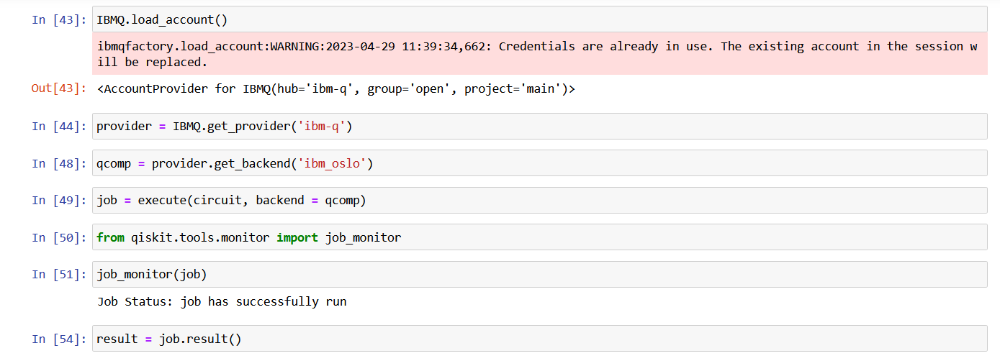 In [43]: IBMQ.load_account()
ibmqfactory.load_account:WARNING:2023-04-29 11:39:34,662: Credentials are already in use. The existing account in the session w
ill be replaced.
Out[43]: <AccountProvider for IBMQ(hub='ibm-q', group='open', project='main')>
In [44]: provider = IBMQ.get_provider('ibm-q')
In [48]: qcomp = provider.get_backend('ibm_oslo')
In [49]: job = execute(circuit, backend = qcomp)
In [50]: from qiskit.tools.monitor import job_monitor
In [51]: job_monitor(job)
Job Status: job has successfully run
In [54]: result = job.result()